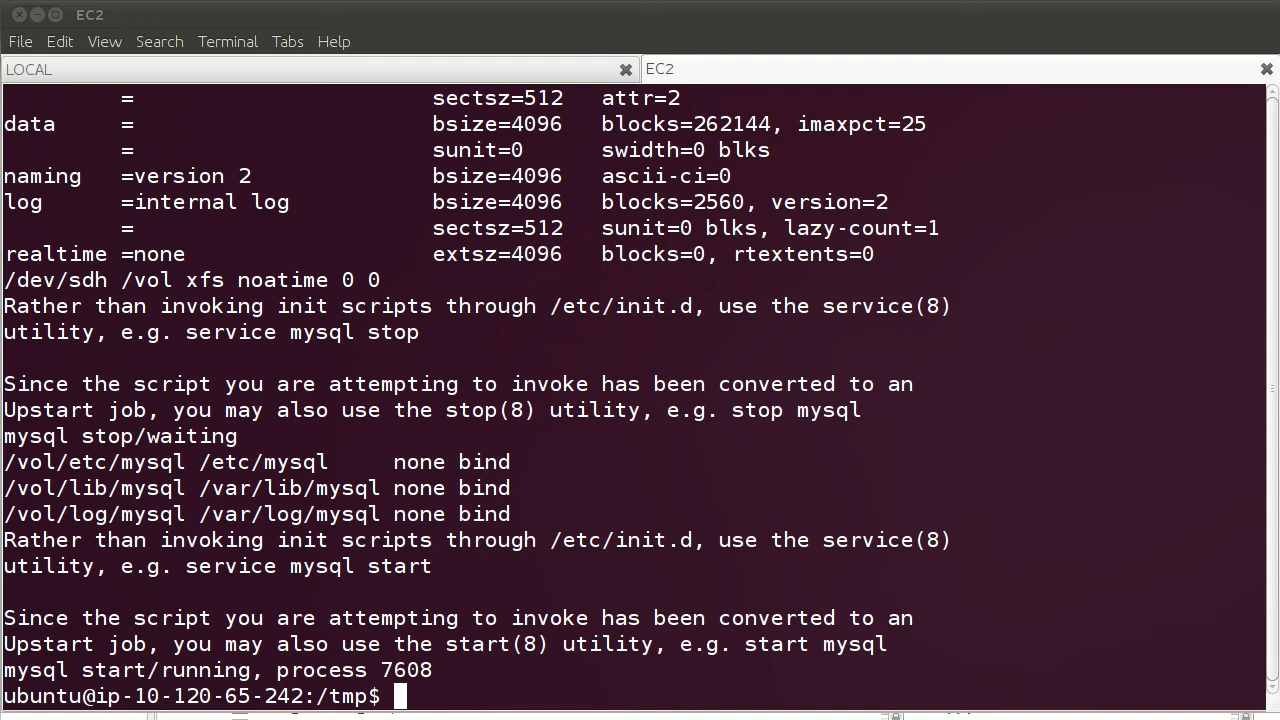 EC2
File Edit View Search Terminal Tabs Help
LOCAL EC2
= sectsz=512 attr=2
data = bsize=4096 blocks=262144, imaxpct=25
= sunit=0 swidth=0 blks
naming =version 2 bsize=4096 ascii-ci=0
log =internal log bsize=4096 blocks=2560, version=2
= sectsz=512 sunit=0 blks, lazy-count=1
realtime =none extsz=4096 blocks=0, rtextents=0
/dev/sdh /vol xfs noatime 0 0
Rather than invoking init scripts through /etc/init.d, use the service(8)
utility, e.g. service mysql stop
Since the script you are attempting to invoke has been converted to an
Upstart job, you may also use the stop(8) utility, e.g. stop mysql
mysql stop/waiting
/vol/etc/mysql /etc/mysql none bind
/vol/lib/mysql /var/lib/mysql none bind
/vol/log/mysql /var/log/mysql none bind
Rather than invoking init scripts through /etc/init.d, use the service(8)
utility, e.g. service mysql start
Since the script you are attempting to invoke has been converted to an
Upstart job, you may also use the start(8) utility, e.g. start mysql
mysql start/running, process 7608
ubuntu@ip-10-120-65-242:/tmp$